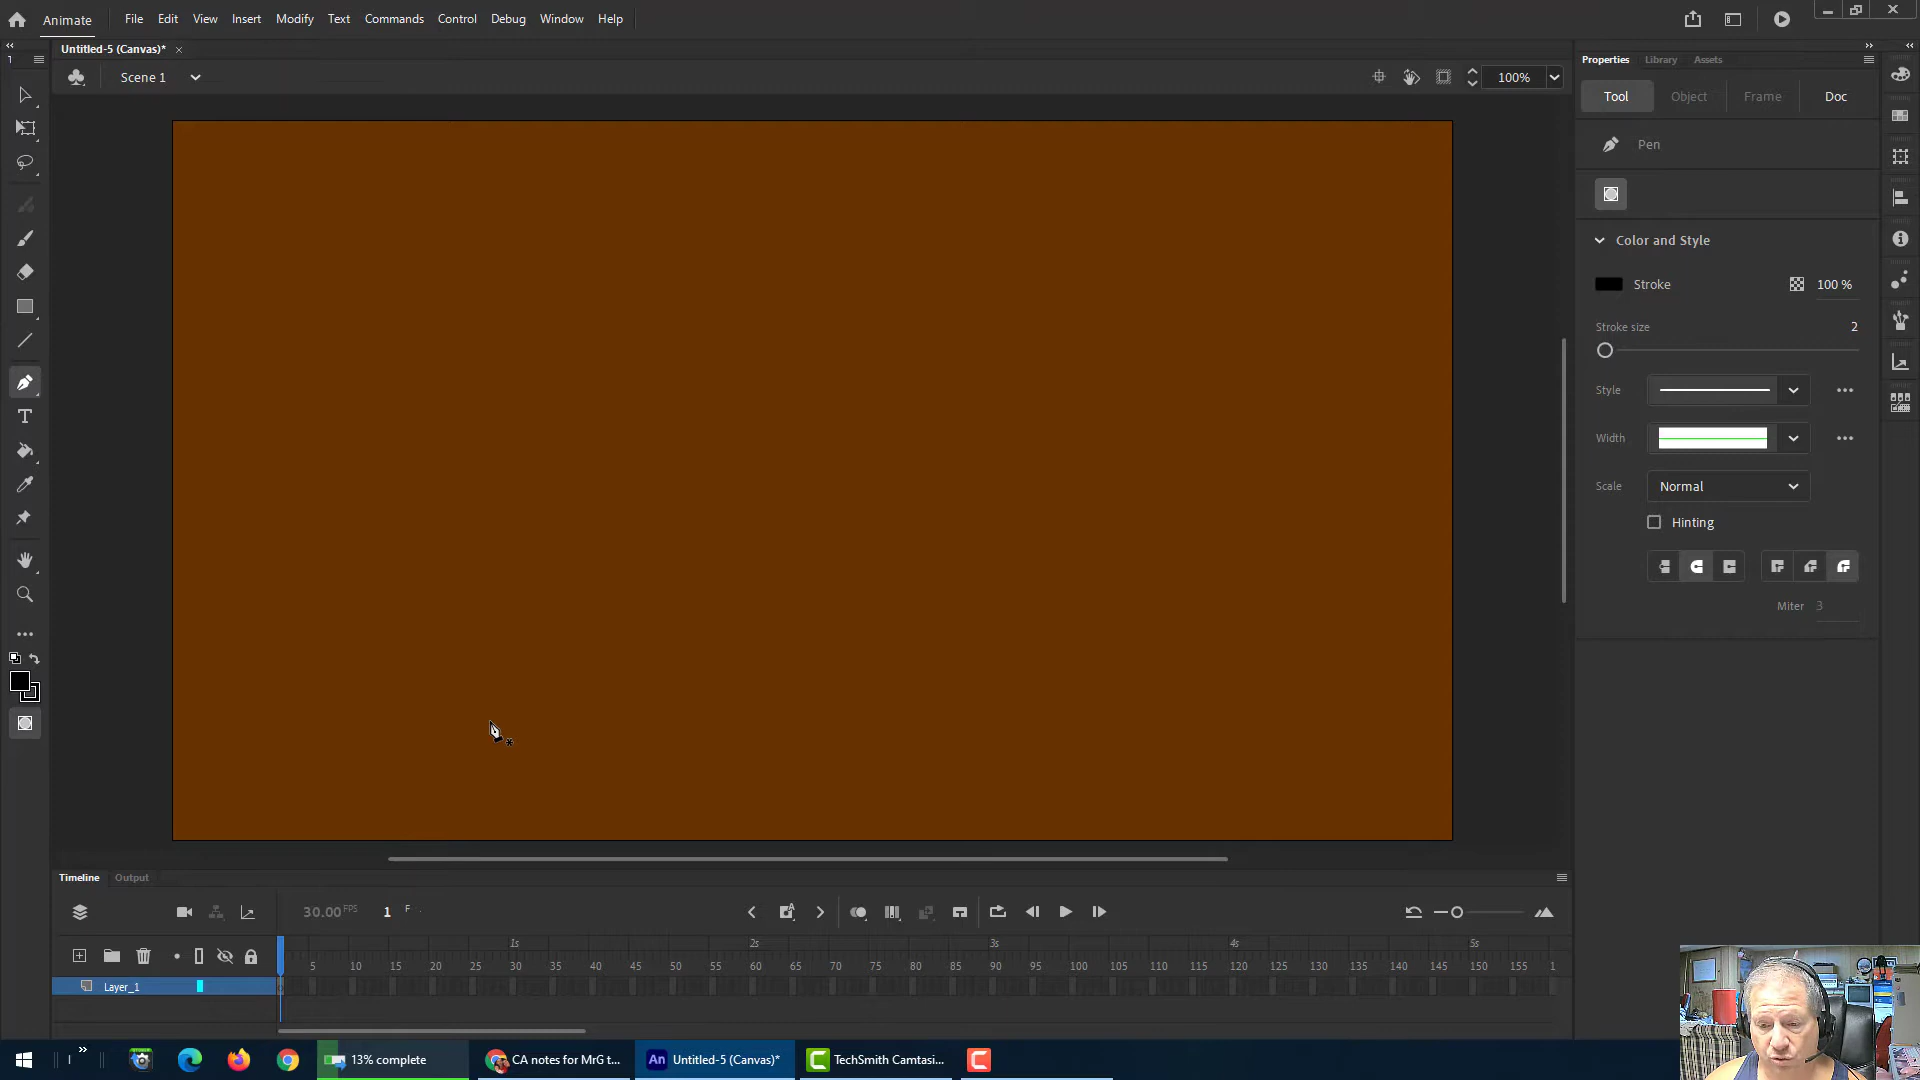 Animate File Edit View Insert Modify Text Commands Control Debug Window Help
Untitled-5 (Canvas)* ×
Scene 1 100%
1
Properties Library Assets
Tool Object Frame Doc
Pen
Color and Style
Stroke 100 %
Stroke size 2
Style
Width
Scale Normal
Hinting
Miter 3
Timeline Output
30.00 FPS 1 F
1s 2s 3s 4s 5s
5 10 15 20 25 30 35 40 45 50 55 60 65 70 75 80 85 90 95 100 105 110 115 120 125 130 135 140 145 150 155 1
Layer_1
13% complete CA notes for MrG t... An Untitled-5 (Canvas)* TechSmith Camtasi...